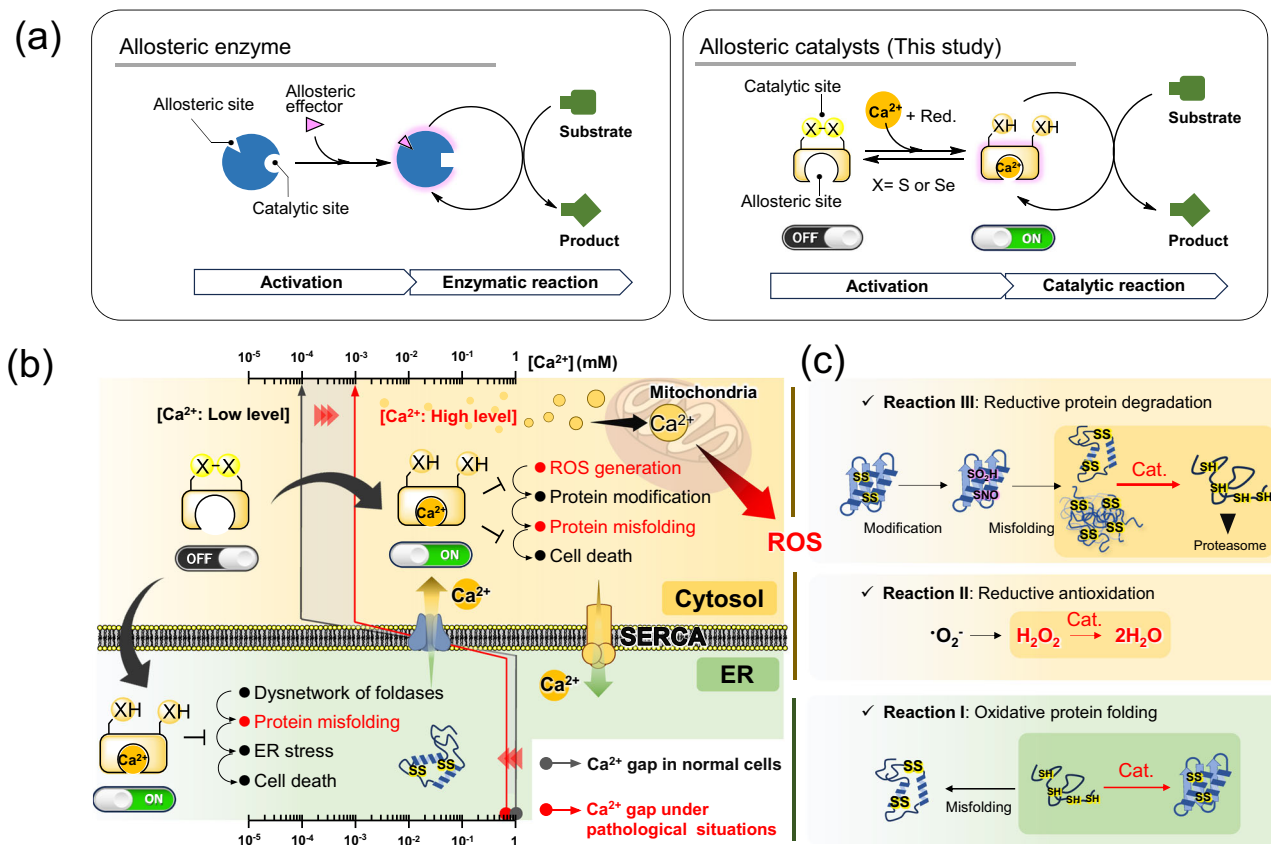 (a)
Allosteric enzyme
Allosteric site
Allosteric
effector
Catalytic site
Substrate
Product
Activation
Enzymatic reaction
Allosteric catalysts (This study)
Catalytic site
X-X
Ca²⁺ + Red.
X= S or Se
Allosteric site
XH XH
Ca²⁺
Substrate
Product
OFF
ON
Activation
Catalytic reaction
(b)
10⁻⁵ 10⁻⁴ 10⁻³ 10⁻² 10⁻¹ 1 [Ca²⁺] (mM)
[Ca²⁺: Low level]
[Ca²⁺: High level]
Mitochondria
Ca²⁺
X-X
OFF
XH XH
Ca²⁺
ON
ROS generation
Protein modification
Protein misfolding
Cell death
ROS
Ca²⁺
Cytosol
SERCA
ER
Ca²⁺
XH XH
Ca²⁺
ON
Dysnetwork of foldases
Protein misfolding
ER stress
Cell death
SS SS
Ca²⁺ gap in normal cells
Ca²⁺ gap under
pathological situations
10⁻⁵ 10⁻⁴ 10⁻³ 10⁻² 10⁻¹ 1
(c)
✓ Reaction III: Reductive protein degradation
SS
SS
Modification
SO₂H
SNO
Misfolding
SS
SS
SS
SS SS
SS
Cat.
SH
SH
SH-SH
Proteasome
✓ Reaction II: Reductive antioxidation
•O₂⁻ H₂O₂ Cat. 2H₂O
✓ Reaction I: Oxidative protein folding
SS
SS
Misfolding
SH
SH
SH-SH
Cat.
SS
SS